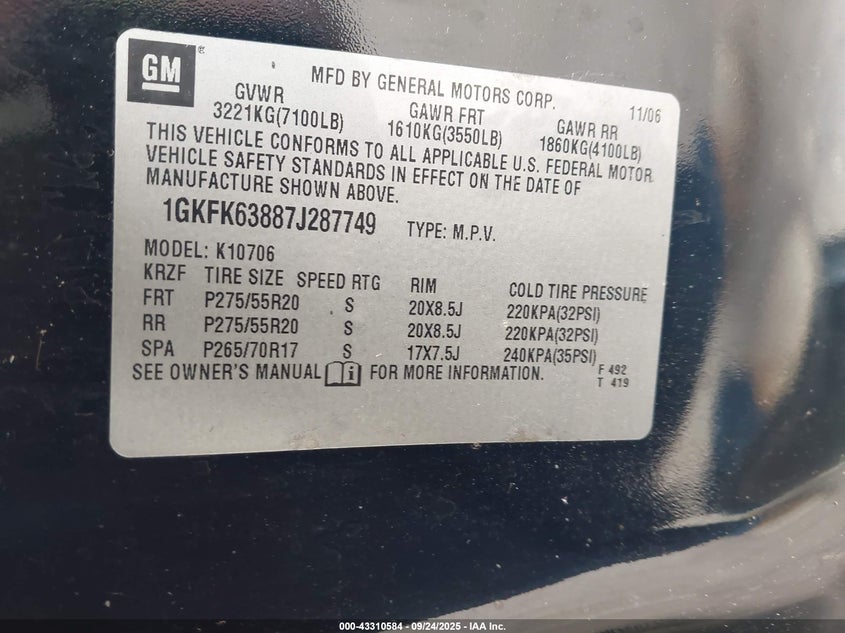 GM ®
MFD BY GENERAL MOTORS CORP. 11/06
GVWR GAWR FRT GAWR RR
3221KG(7100LB) 1610KG(3550LB) 1860KG(4100LB)
THIS VEHICLE CONFORMS TO ALL APPLICABLE U.S. FEDERAL MOTOR
VEHICLE SAFETY STANDARDS IN EFFECT ON THE DATE OF
MANUFACTURE SHOWN ABOVE.
1GKFK63887J287749 TYPE: M.P.V.
MODEL: K10706
KRZF TIRE SIZE SPEED RTG RIM COLD TIRE PRESSURE
FRT P275/55R20 S 20X8.5J 220KPA(32PSI)
RR P275/55R20 S 20X8.5J 220KPA(32PSI)
SPA P265/70R17 S 17X7.5J 240KPA(35PSI)
SEE OWNER'S MANUAL i FOR MORE INFORMATION. F 492
T 419
000-43310584 — 09/24/2025 — IAA Inc.